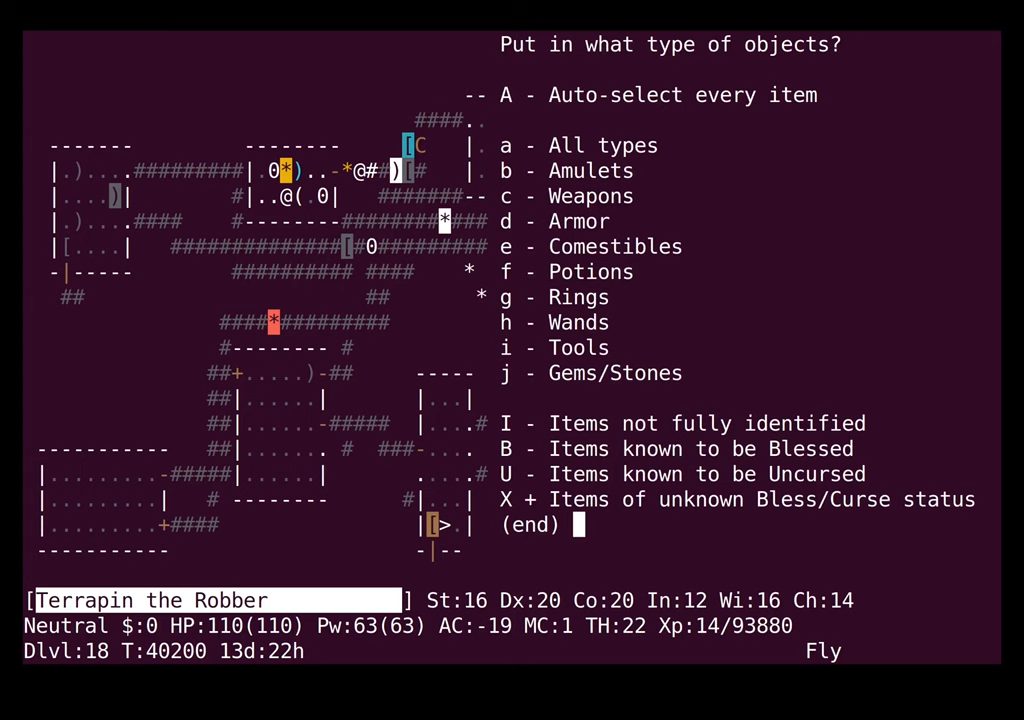 Put in what type of objects?
-- A - Auto-select every item
####..
------- -------- [C |. a - All types
|.)....#########|.0*)..-*@##)[# |. b - Amulets
|....)| #|..@(.0| #######-- c - Weapons
|.)....#### #--------########*### d - Armor
|[....| ##############[#0######### e - Comestibles
-|----- ########## #### * f - Potions
## ## * g - Rings
####*######### h - Wands
#-------- # i - Tools
##+.....)-## ----- j - Gems/Stones
##|......| |...|
##|......-##### |....# I - Items not fully identified
----------- ##|....... # ###-.... B - Items known to be Blessed
|.........-#####|......| .....# U - Items known to be Uncursed
|.........| # -------- #|...| X + Items of unknown Bless/Curse status
|.........+#### |[>.| (end)
----------- -|--
[Terrapin the Robber ] St:16 Dx:20 Co:20 In:12 Wi:16 Ch:14
Neutral $:0 HP:110(110) Pw:63(63) AC:-19 MC:1 TH:22 Xp:14/93880
Dlvl:18 T:40200 13d:22h Fly